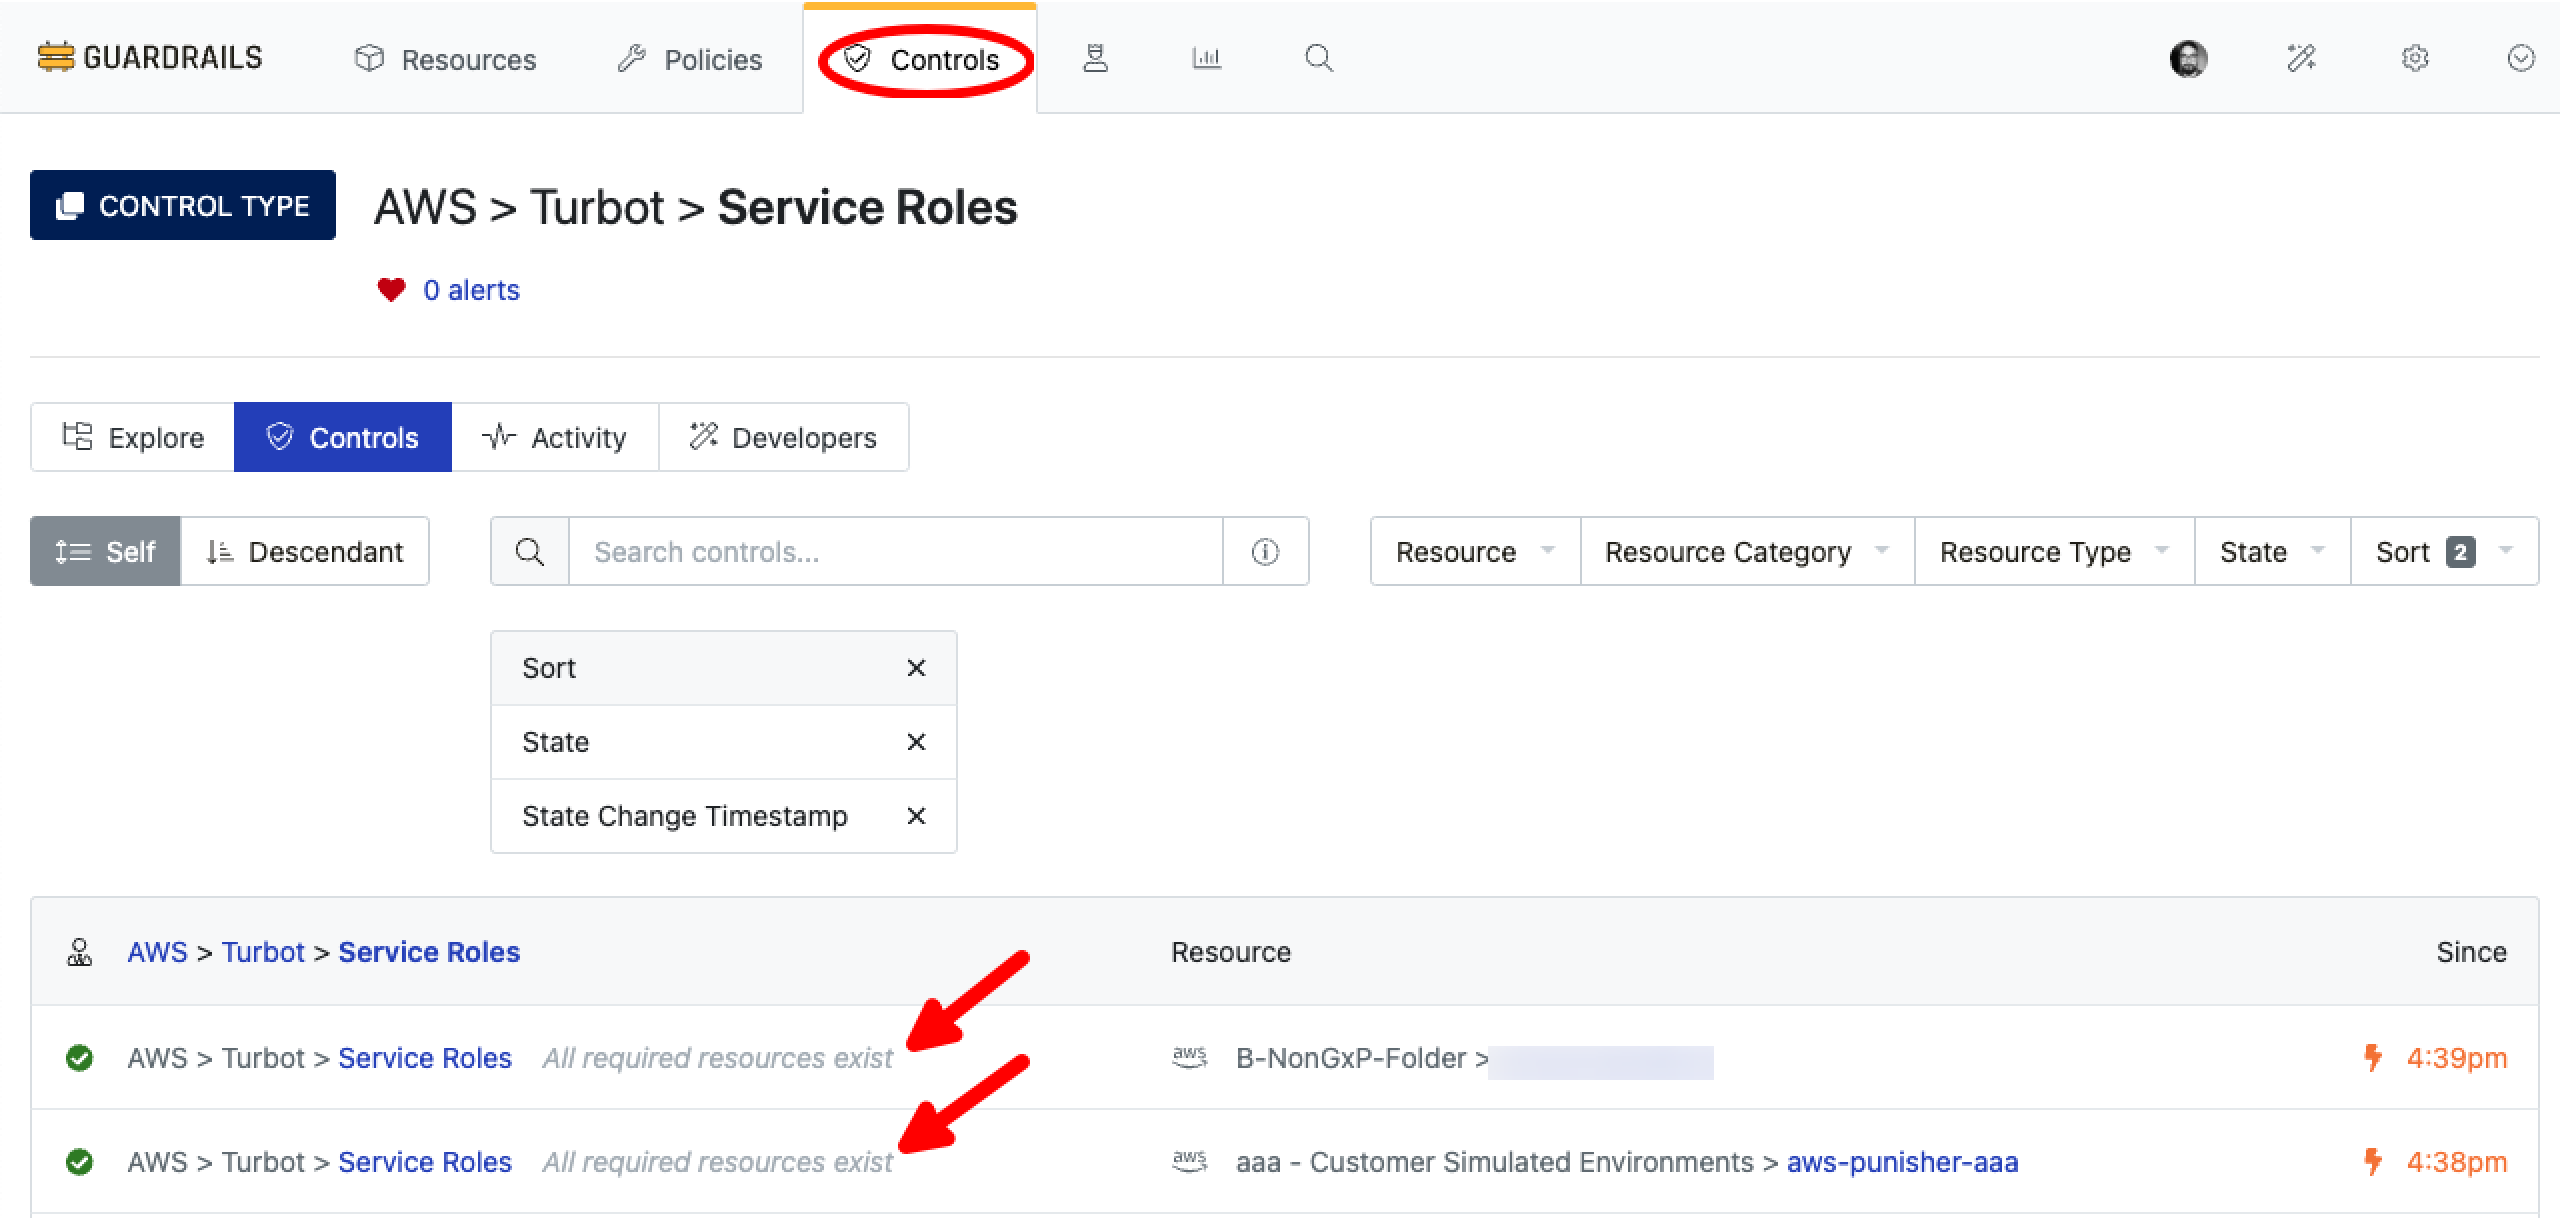 GUARDRAILS Resources Policies Controls
CONTROL TYPE AWS > Turbot > Service Roles
0 alerts
Explore Controls Activity Developers
Self Descendant Search controls... Resource Resource Category Resource Type State Sort 2
Sort
State
State Change Timestamp
AWS > Turbot > Service Roles Resource Since
AWS > Turbot > Service Roles All required resources exist aws B-NonGxP-Folder > 4:39pm
AWS > Turbot > Service Roles All required resources exist aws aaa - Customer Simulated Environments > aws-punisher-aaa 4:38pm